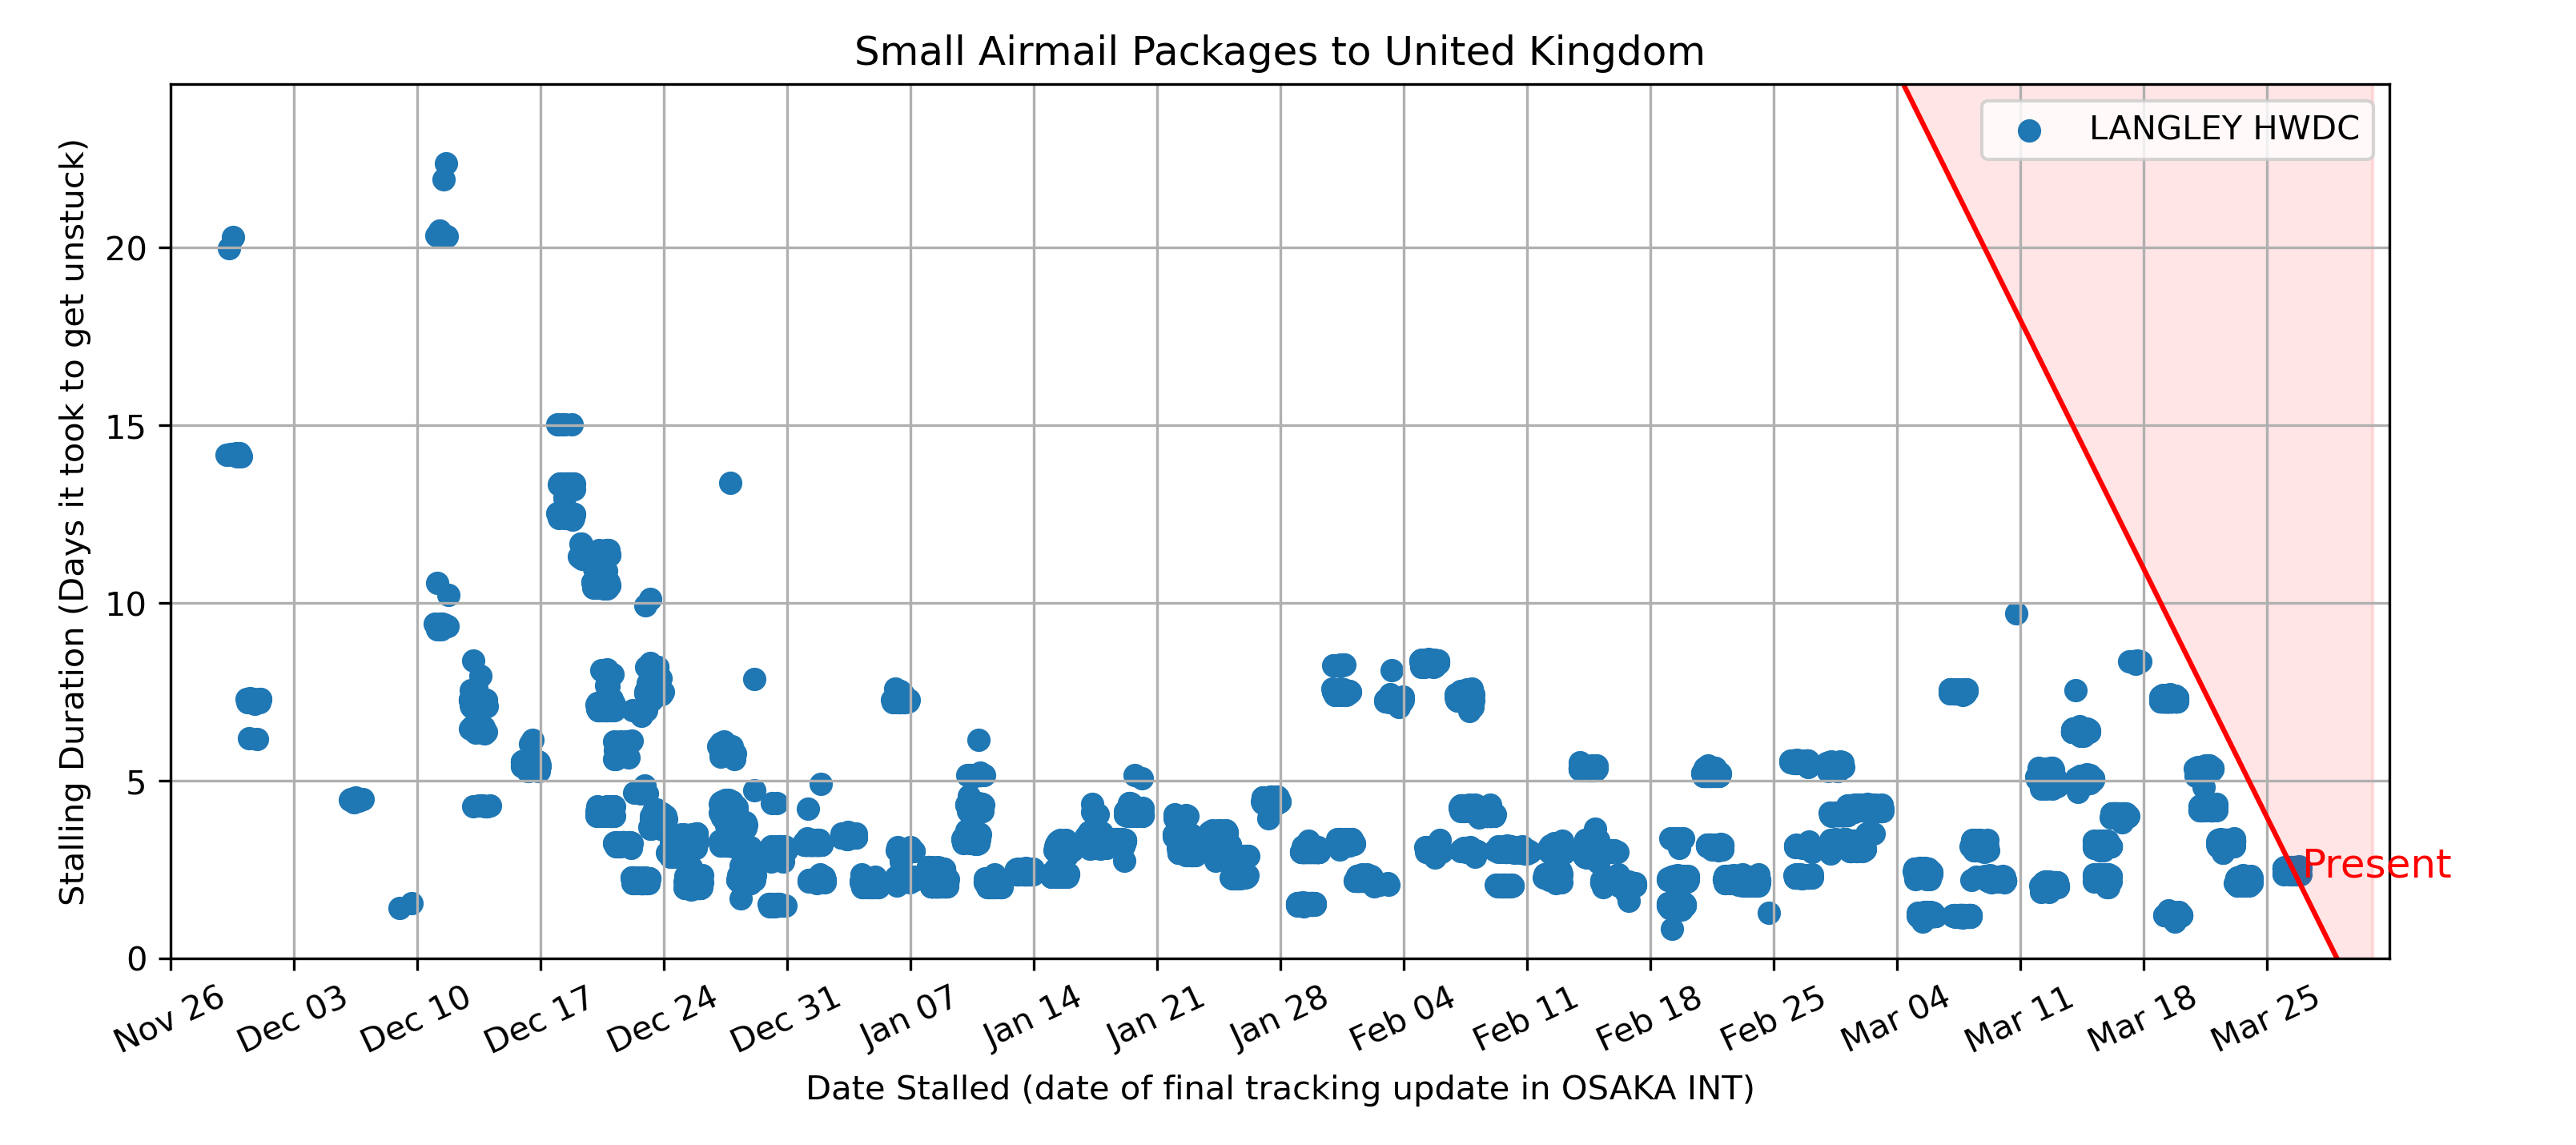 Small Airmail Packages to United Kingdom
LANGLEY HWDC
Stalling Duration (Days it took to get unstuck)
20
15
10
5
0
Present
Nov 26
Dec 03
Dec 10
Dec 17
Dec 24
Dec 31
Jan 07
Jan 14
Jan 21
Jan 28
Feb 04
Feb 11
Feb 18
Feb 25
Mar 04
Mar 11
Mar 18
Mar 25
Date Stalled (date of final tracking update in OSAKA INT)